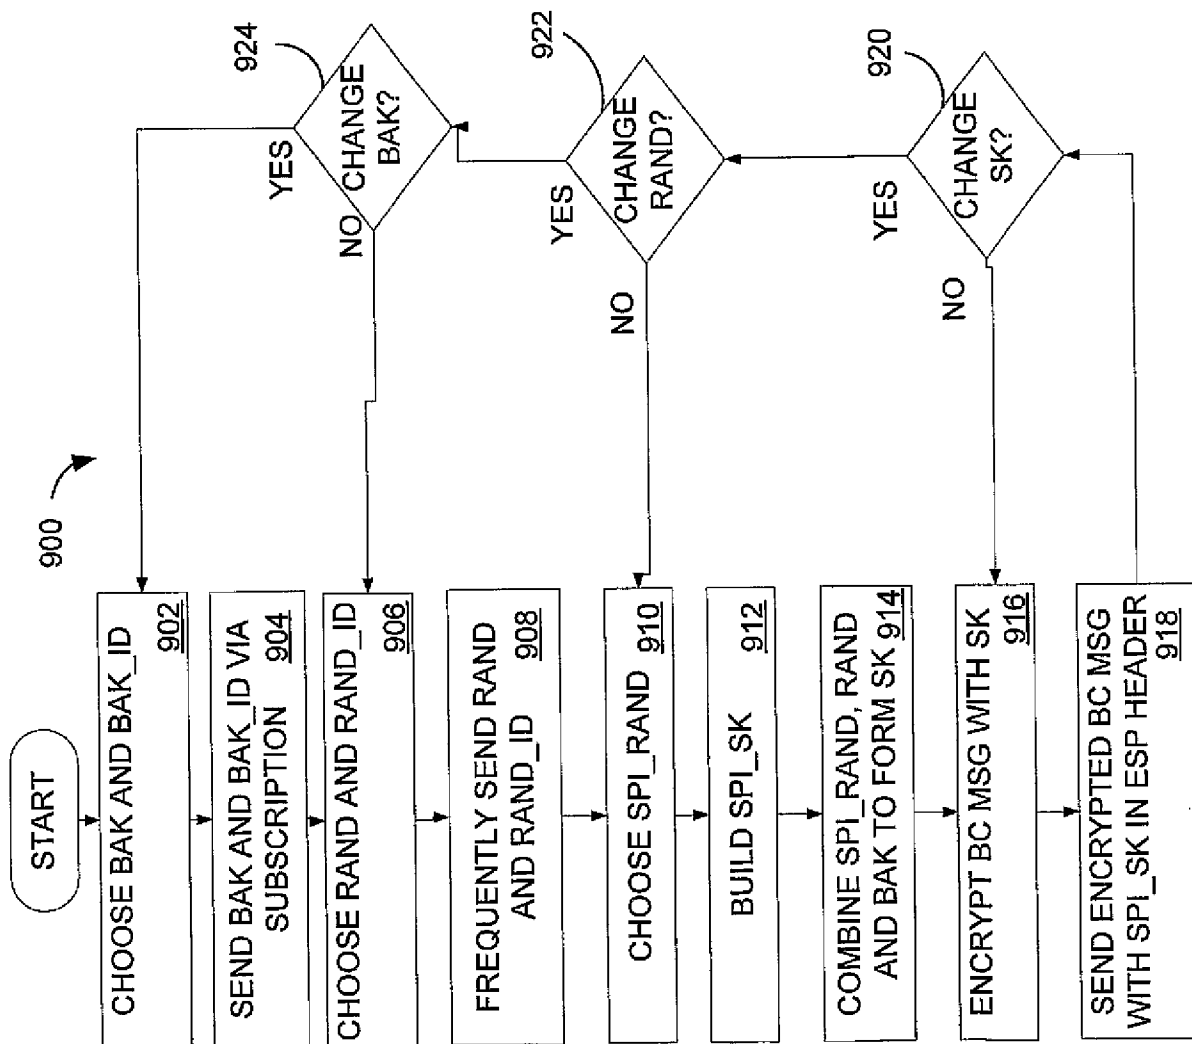 900
START
CHOOSE BAK AND BAK_ID
902
SEND BAK AND BAK_ID VIA
SUBSCRIPTION
904
CHOOSE RAND AND RAND_ID
906
FREQUENTLY SEND RAND
AND RAND_ID
908
CHOOSE SPI_RAND
910
BUILD SPI_SK
912
COMBINE SPI_RAND, RAND
AND BAK TO FORM SK
914
ENCRYPT BC MSG WITH SK
916
SEND ENCRYPTED BC MSG
WITH SPI_SK IN ESP HEADER
918
CHANGE
SK?
920
YES
NO
CHANGE
RAND?
922
YES
NO
CHANGE
BAK?
924
YES
NO